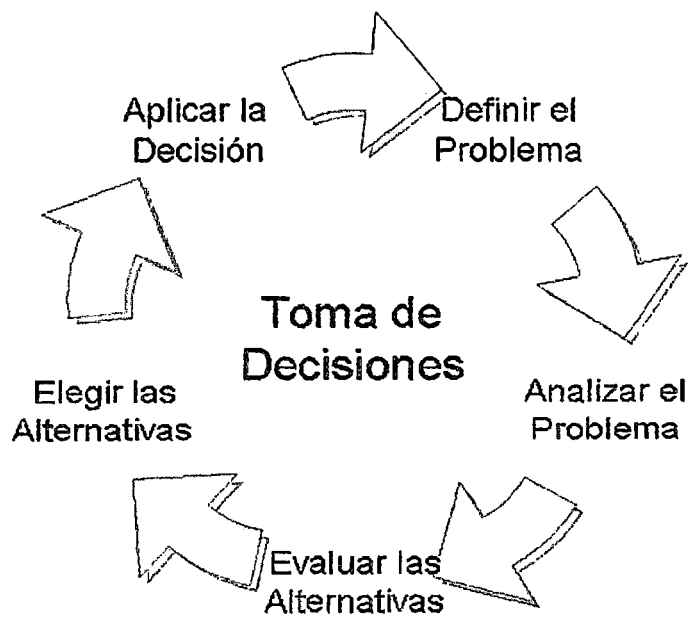 Aplicar la
Decisión
Definir el
Problema
Toma de
Decisiones
Elegir las
Alternativas
Analizar el
Problema
Evaluar las
Alternativas